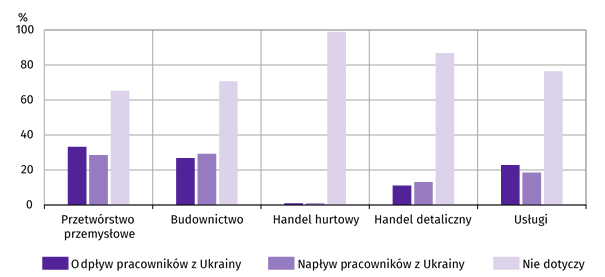 %
100
80
60
40
20
0
Przetwórstwo
przemysłowe
Budownictwo
Handel hurtowy
Handel detaliczny
Usługi
Odpływ pracowników z Ukrainy
Napływ pracowników z Ukrainy
Nie dotyczy